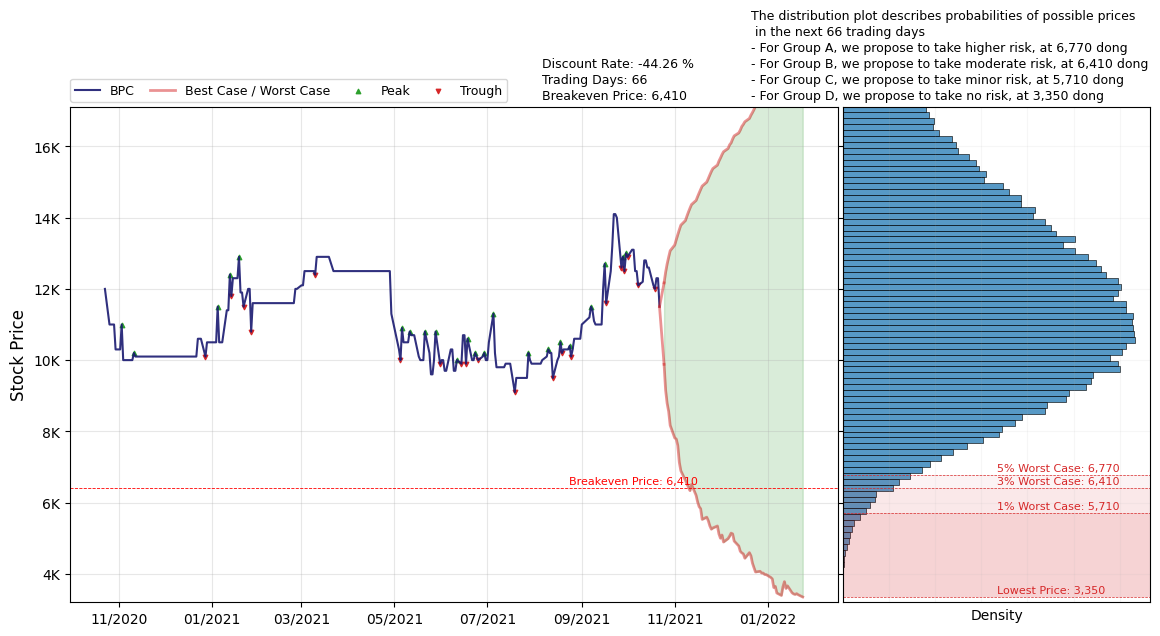 The distribution plot describes probabilities of possible prices
in the next 66 trading days
- For Group A, we propose to take higher risk, at 6,770 dong
- For Group B, we propose to take moderate risk, at 6,410 dong
- For Group C, we propose to take minor risk, at 5,710 dong
- For Group D, we propose to take no risk, at 3,350 dong
Discount Rate: -44.26 %
Trading Days: 66
Breakeven Price: 6,410
BPC
Best Case / Worst Case
Peak
Trough
Stock Price
16K
14K
12K
10K
8K
6K
4K
Breakeven Price: 6,410
5% Worst Case: 6,770
3% Worst Case: 6,410
1% Worst Case: 5,710
Lowest Price: 3,350
11/2020
01/2021
03/2021
05/2021
07/2021
09/2021
11/2021
01/2022
Density